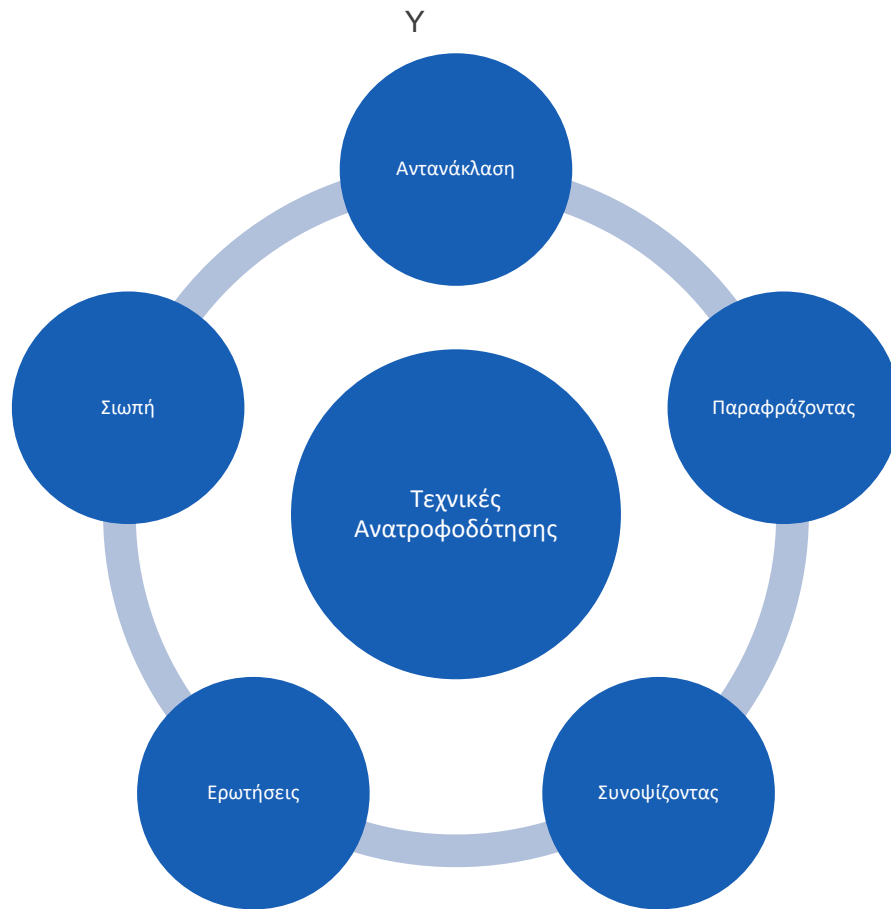 Υ
Αντανάκλαση
Παραφράζοντας
Συνοψίζοντας
Ερωτήσεις
Σιωπή
Τεχνικές
Ανατροφοδότησης